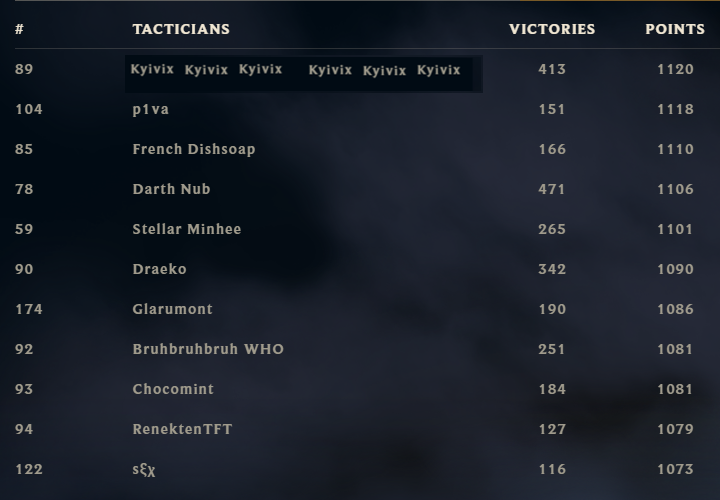 # TACTICIANS VICTORIES POINTS
89 Kyivix Kyivix Kyivix Kyivix Kyivix Kyivix 413 1120
104 p1va 151 1118
85 French Dishsoap 166 1110
78 Darth Nub 471 1106
59 Stellar Minhee 265 1101
90 Draeko 342 1090
174 Glarumont 190 1086
92 Bruhbruhbruh WHO 251 1081
93 Chocomint 184 1081
94 RenektenTFT 127 1079
122 sξχ 116 1073